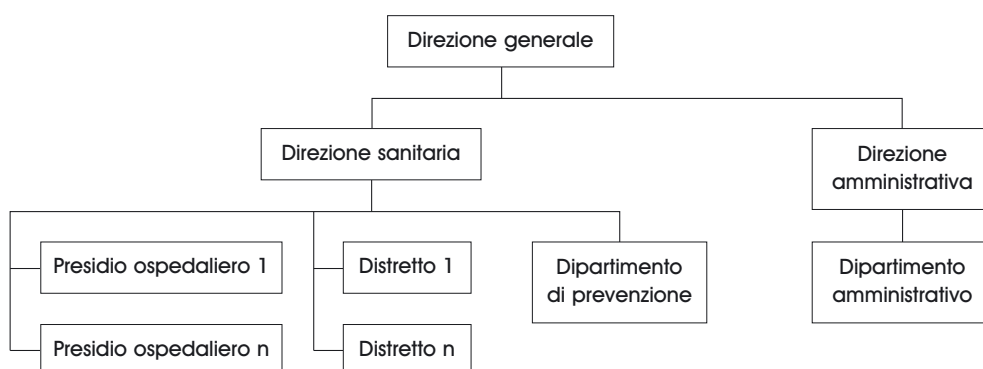 Direzione generale
Direzione sanitaria
Direzione
amministrativa
Presidio ospedaliero 1
Distretto 1
Dipartimento
di prevenzione
Dipartimento
amministrativo
Presidio ospedaliero n
Distretto n